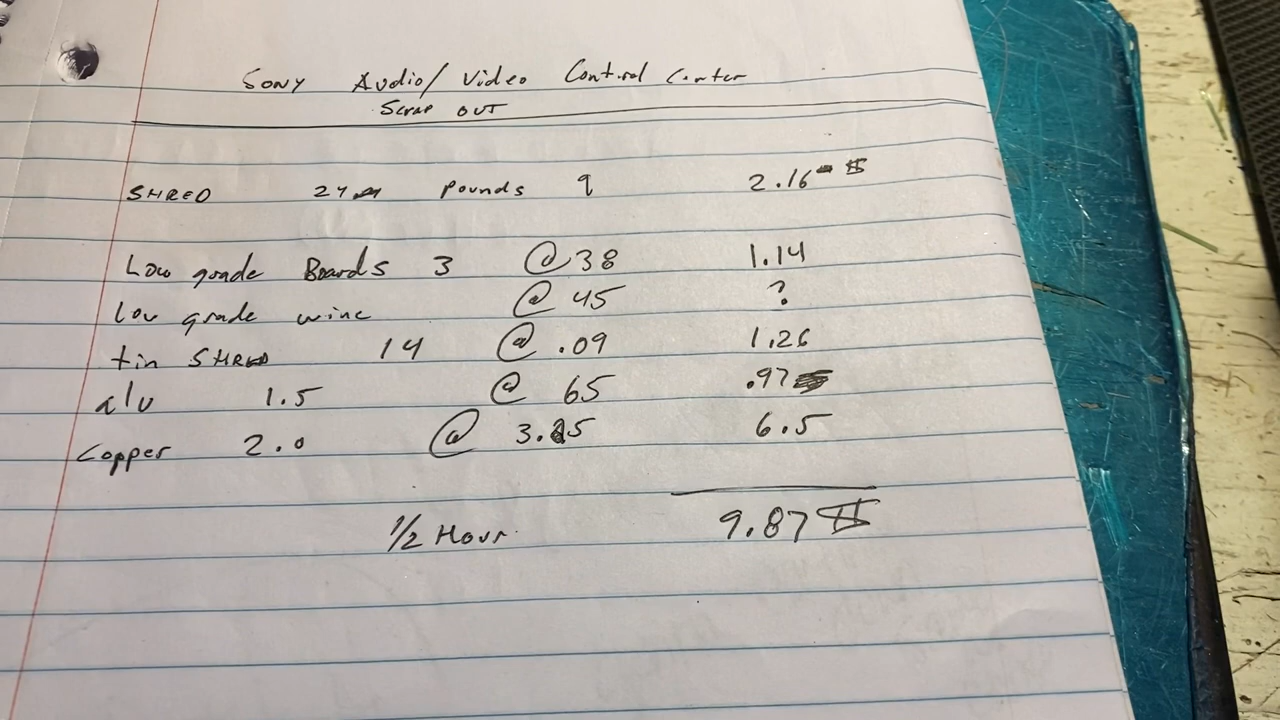 SONY Audio/Video Control Center
Scrap OUT
SHRED 24 Pounds 9 2.16 $
Low grade Boards 3 @ 38 1.14
low grade wire @ 45 ?
tin SHRED 14 @ .09 1.26
alu 1.5 @ 65 .97
Copper 2.0 @ 3.25 6.5
1/2 Hour 9.87 $